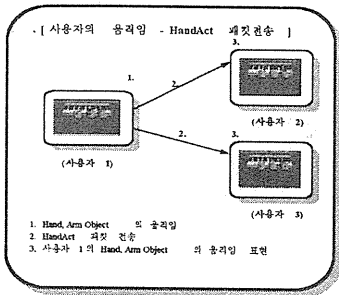 . [ 사용자의 움직임 - HandAct 패킷전송 ]
3.
1.
2.
(사용자 2)
(사용자 1)
2.
3.
(사용자 3)
1. Hand, Arm Object 의 움직임
2. HandAct 패킷 전송
3. 사용자 1의 Hand, Arm Object 의 움직임 표현